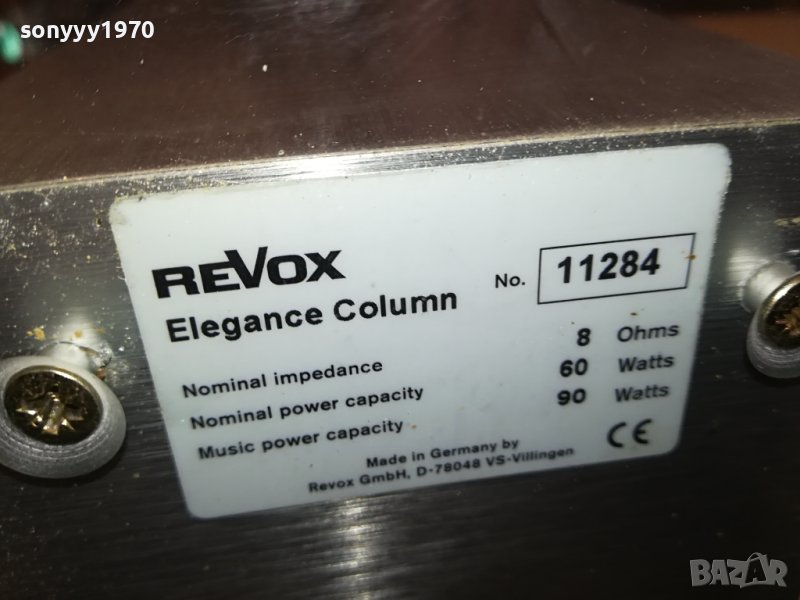 sonyyy1970
REVOX
Elegance Column No. 11284
Nominal impedance 8 Ohms
Nominal power capacity 60 Watts
Music power capacity 90 Watts
Made in Germany by
Revox GmbH, D-78048 VS-Villingen
CE
BAZAR